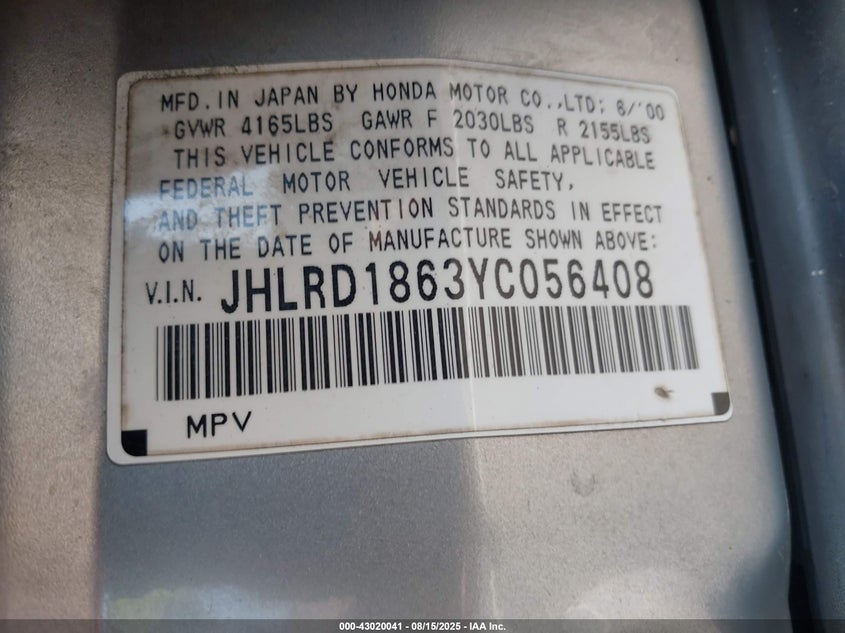 MFD.IN JAPAN BY HONDA MOTOR CO.,LTD; 6/'00
GVWR 4165LBS GAWR F 2030LBS R 2155LBS
THIS VEHICLE CONFORMS TO ALL APPLICABLE
FEDERAL MOTOR VEHICLE SAFETY,
AND THEFT PREVENTION STANDARDS IN EFFECT
ON THE DATE OF MANUFACTURE SHOWN ABOVE:
V.I.N. JHLRD1863YC056408
MPV
000-43020041 - 08/15/2025 - IAA Inc.